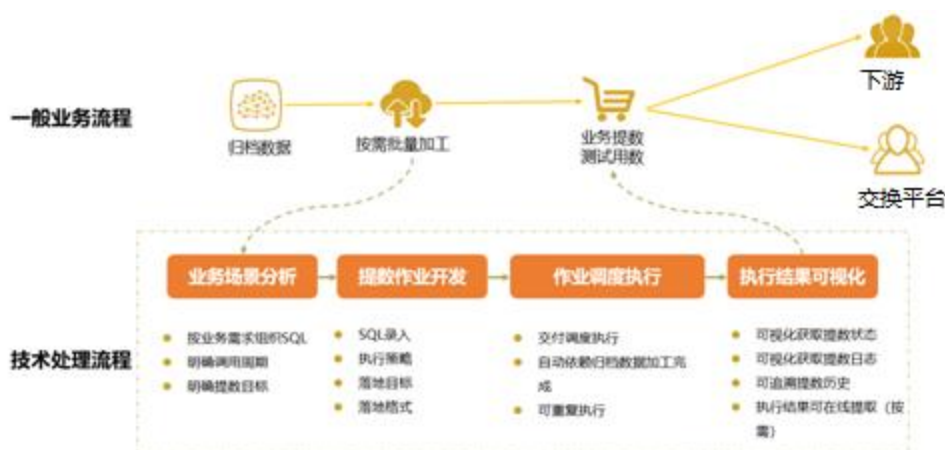 一般业务流程
归档数据
按需批量加工
业务提数
测试用数
下游
交换平台
技术处理流程
业务场景分析
按业务需求组织SQL
明确调用周期
明确提数目标
提数作业开发
SQL录入
执行策略
落地目标
落地格式
作业调度执行
交付调度执行
自动依赖归档数据加工完
成
可重复执行
执行结果可视化
可视化获取提数状态
可视化获取提数日志
可追溯提数历史
执行结果可在线提取（按
需）